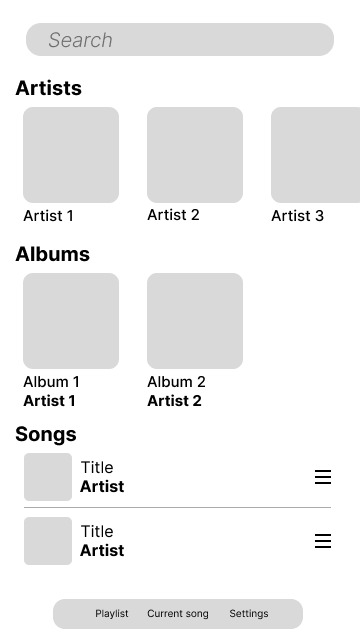 Search
Artists
Artist 1
Artist 2
Artist 3
Albums
Album 1
Artist 1
Album 2
Artist 2
Songs
Title
Artist
Title
Artist
Playlist
Current song
Settings